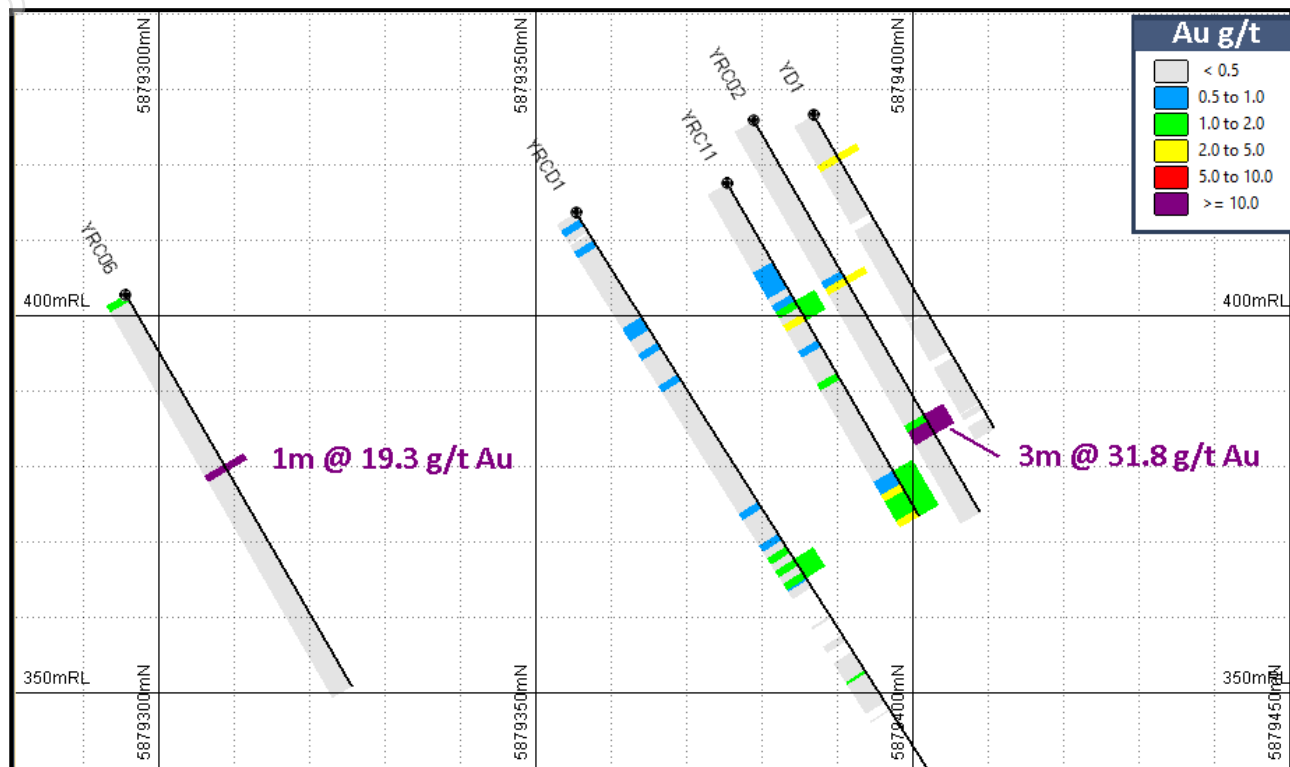 5879300mN
5879350mN
5879400mN
Au g/t
< 0.5
0.5 to 1.0
1.0 to 2.0
2.0 to 5.0
5.0 to 10.0
>= 10.0
YRC06
YRCD1
YRC11
YRC02
YD1
400mRL
400mRL
1m @ 19.3 g/t Au
3m @ 31.8 g/t Au
350mRL
350mRL
5879300mN
5879350mN
5879400mN
5879450mN